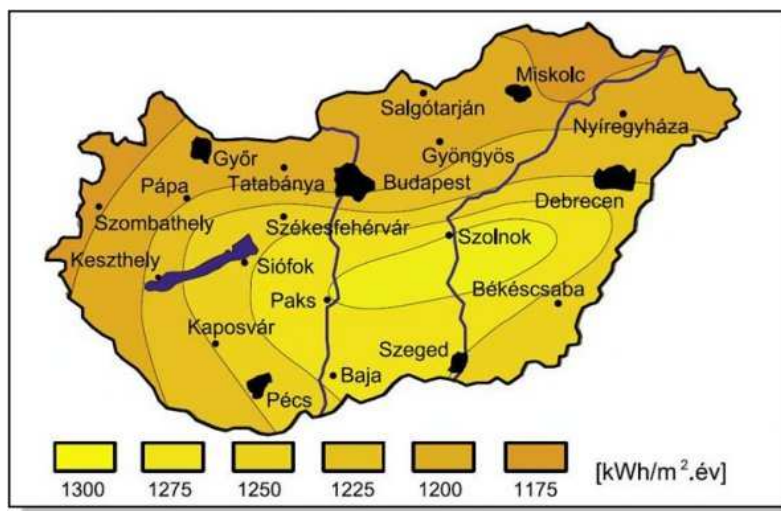 Miskolc
Salgótarján
Nyíregyháza
Győr
Gyöngyös
Tatabánya
Budapest
Pápa
Debrecen
Szombathely
Székesfehérvár
Szolnok
Keszthely
Siófok
Paks
Békéscsaba
Kaposvár
Szeged
Baja
Pécs
1300 1275 1250 1225 1200 1175 [kWh/m².év]